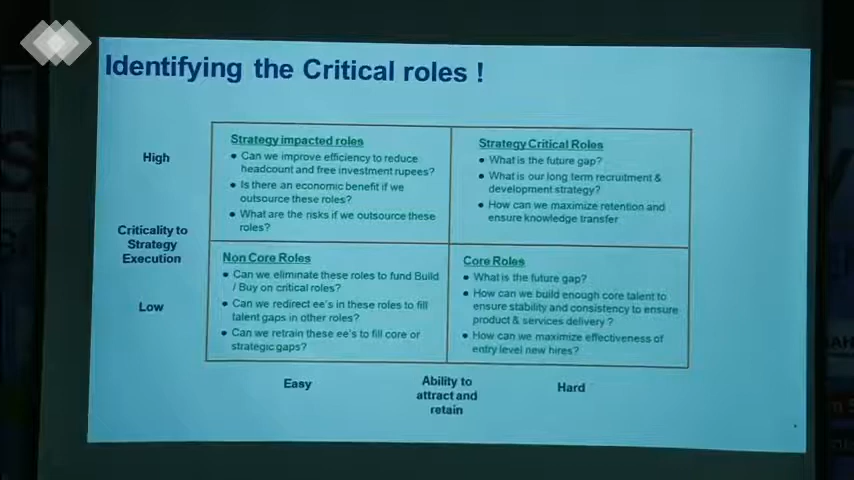 Identifying the Critical roles !
High
Criticality to
Strategy
Execution
Low
Strategy impacted roles
• Can we improve efficiency to reduce
headcount and free investment rupees?
• Is there an economic benefit if we
outsource these roles?
• What are the risks if we outsource these
roles?
Strategy Critical Roles
• What is the future gap?
• What is our long term recruitment &
development strategy?
• How can we maximize retention and
ensure knowledge transfer
Non Core Roles
• Can we eliminate these roles to fund Build
/ Buy on critical roles?
• Can we redirect ee's in these roles to fill
talent gaps in other roles?
• Can we retrain these ee's to fill core or
strategic gaps?
Core Roles
• What is the future gap?
• How can we build enough core talent to
ensure stability and consistency to ensure
product & services delivery ?
• How can we maximize effectiveness of
entry level new hires?
Easy
Ability to
attract and
retain
Hard